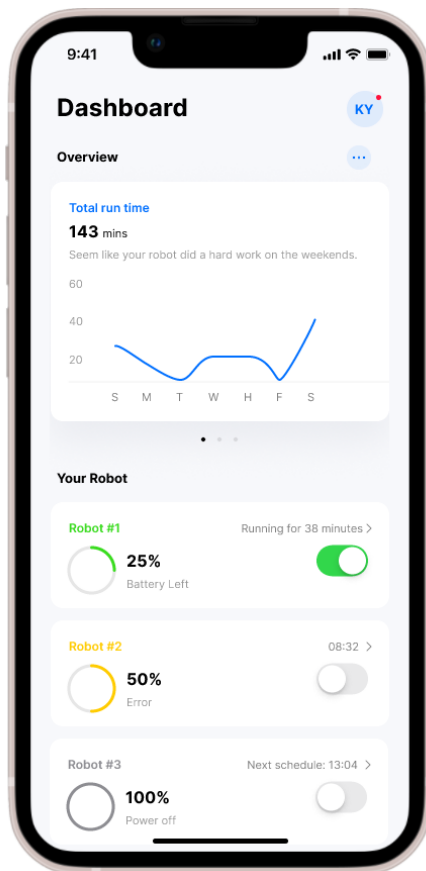 9:41
Dashboard
KY
Overview
Total run time
143 mins
Seem like your robot did a hard work on the weekends.
60
40
20
S M T W H F S
Your Robot
Robot #1 Running for 38 minutes >
25%
Battery Left
Robot #2 08:32 >
50%
Error
Robot #3 Next schedule: 13:04 >
100%
Power off